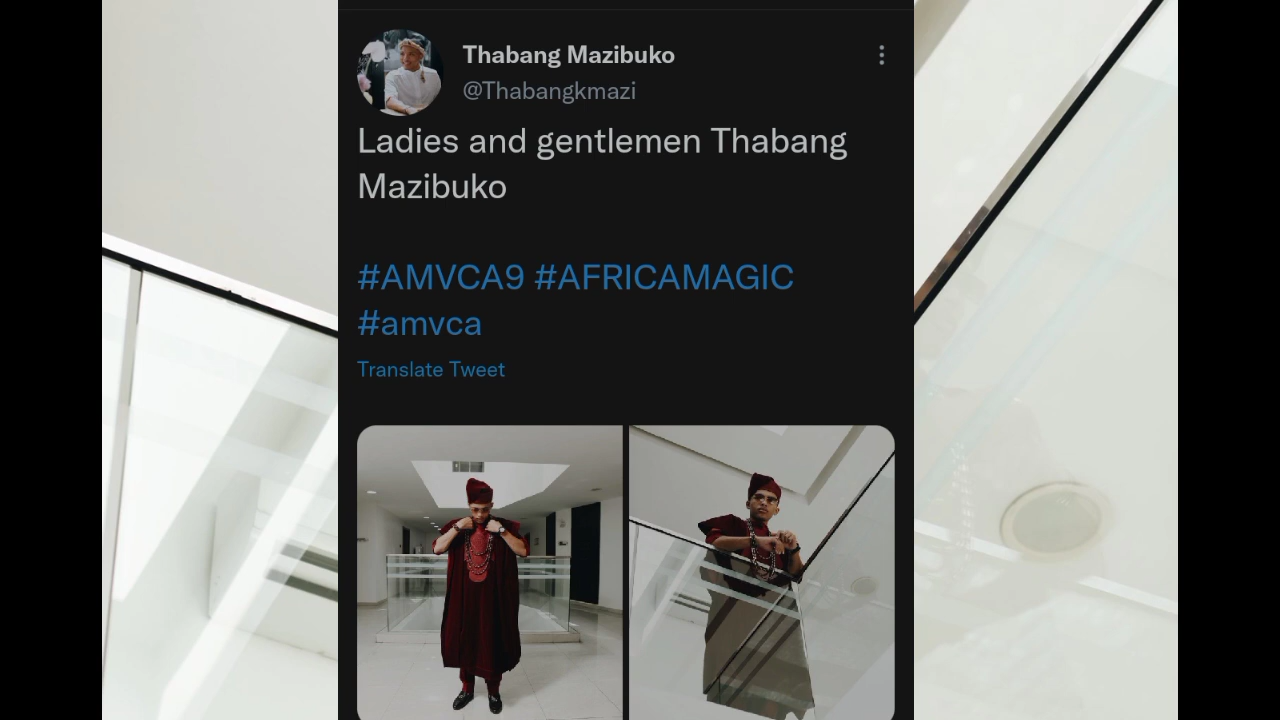 Thabang Mazibuko
@Thabangkmazi
Ladies and gentlemen Thabang
Mazibuko
#AMVCA9 #AFRICAMAGIC
#amvca
Translate Tweet